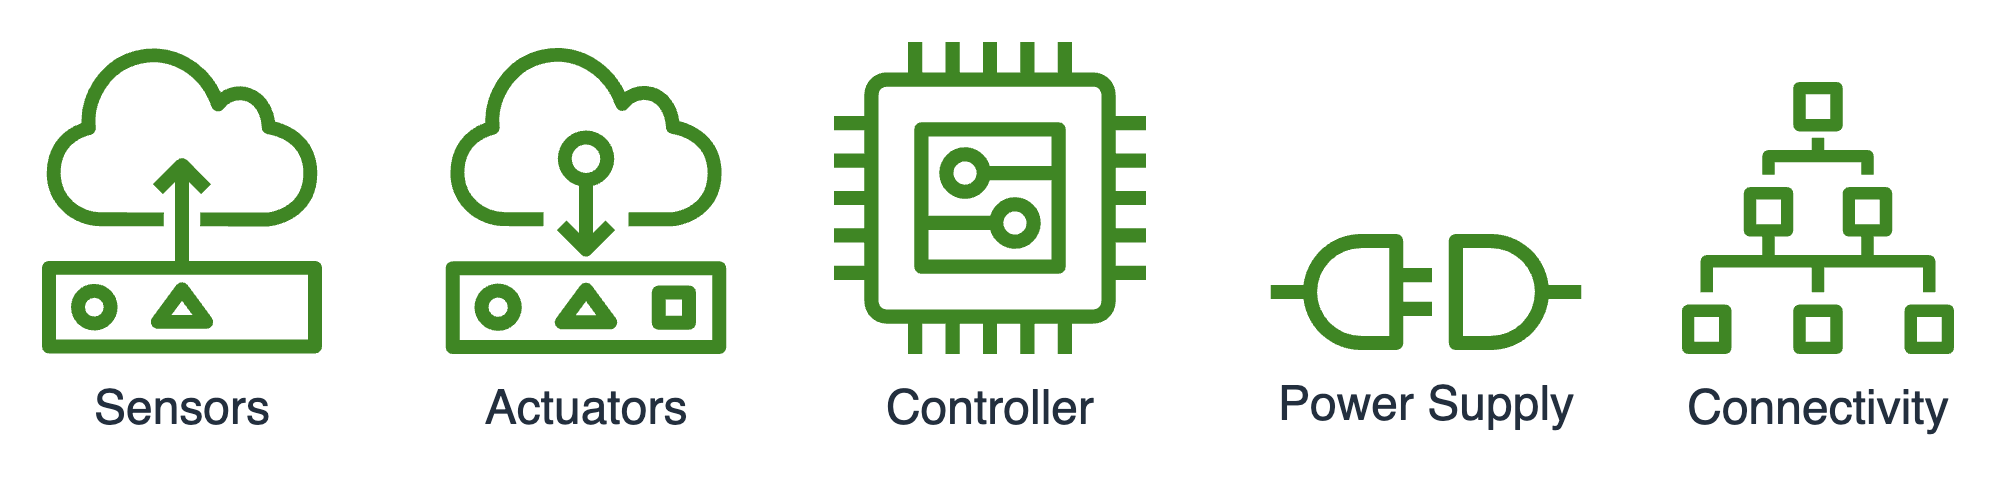 Sensors
Actuators
Controller
Power Supply
Connectivity